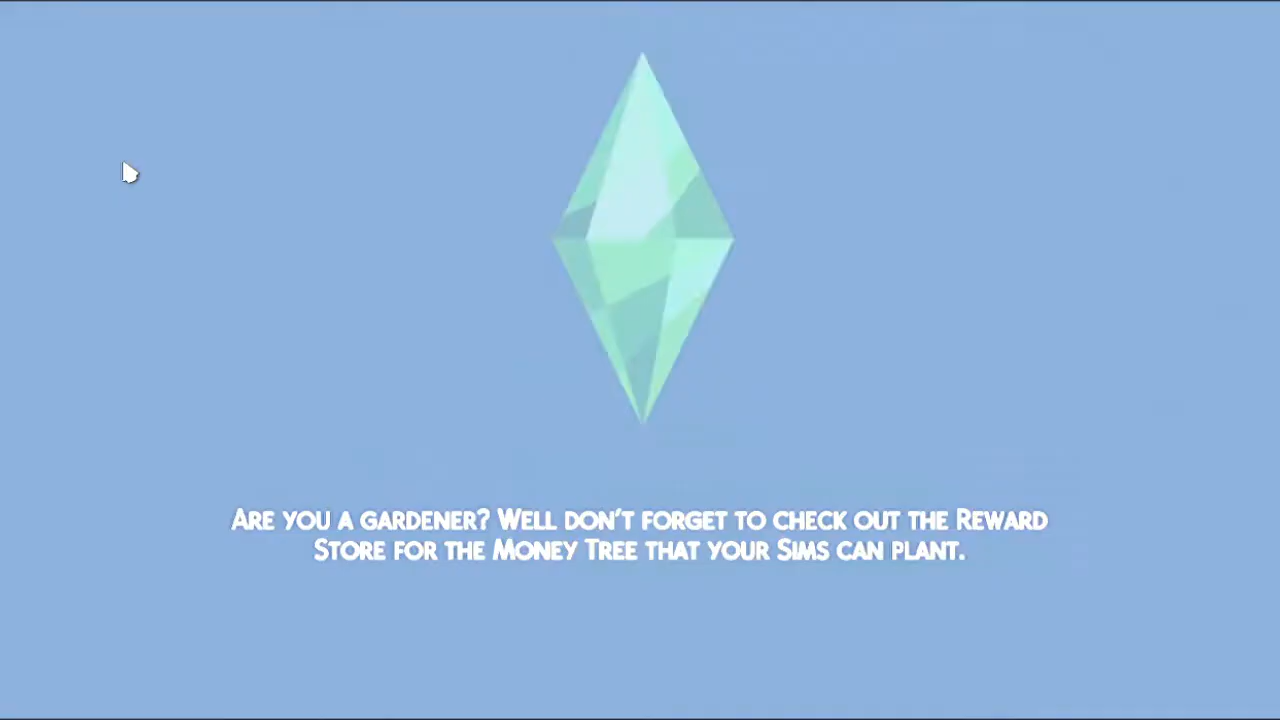 Are you a gardener? Well don't forget to check out the Reward
Store for the Money Tree that your Sims can plant.